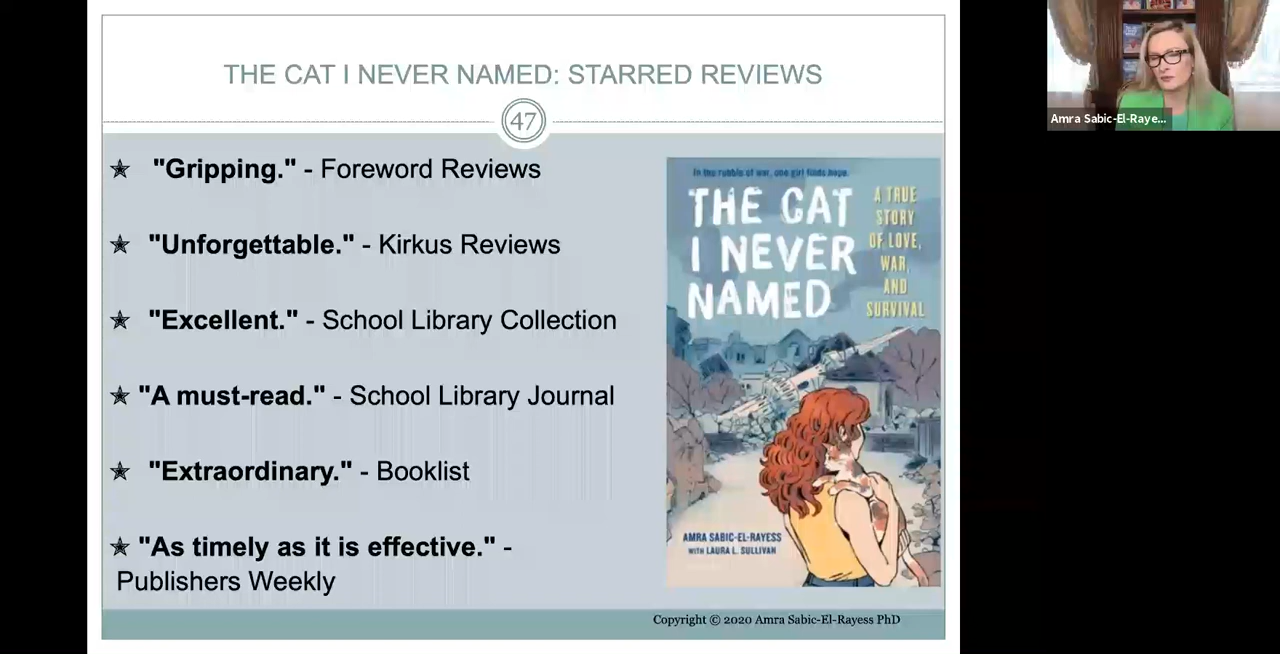 THE CAT I NEVER NAMED: STARRED REVIEWS
47
✭ "Gripping." - Foreword Reviews
✭ "Unforgettable." - Kirkus Reviews
✭ "Excellent." - School Library Collection
✭ "A must-read." - School Library Journal
✭ "Extraordinary." - Booklist
✭ "As timely as it is effective." -
Publishers Weekly
In the rubble of war, one girl finds hope.
THE CAT
I NEVER
NAMED
A TRUE
STORY
OF LOVE,
WAR,
AND
SURVIVAL
AMRA SABIC-EL-RAYESS
WITH LAURA L. SULLIVAN
Copyright © 2020 Amra Sabic-El-Rayess PhD
Amra Sabic-El-Raye...